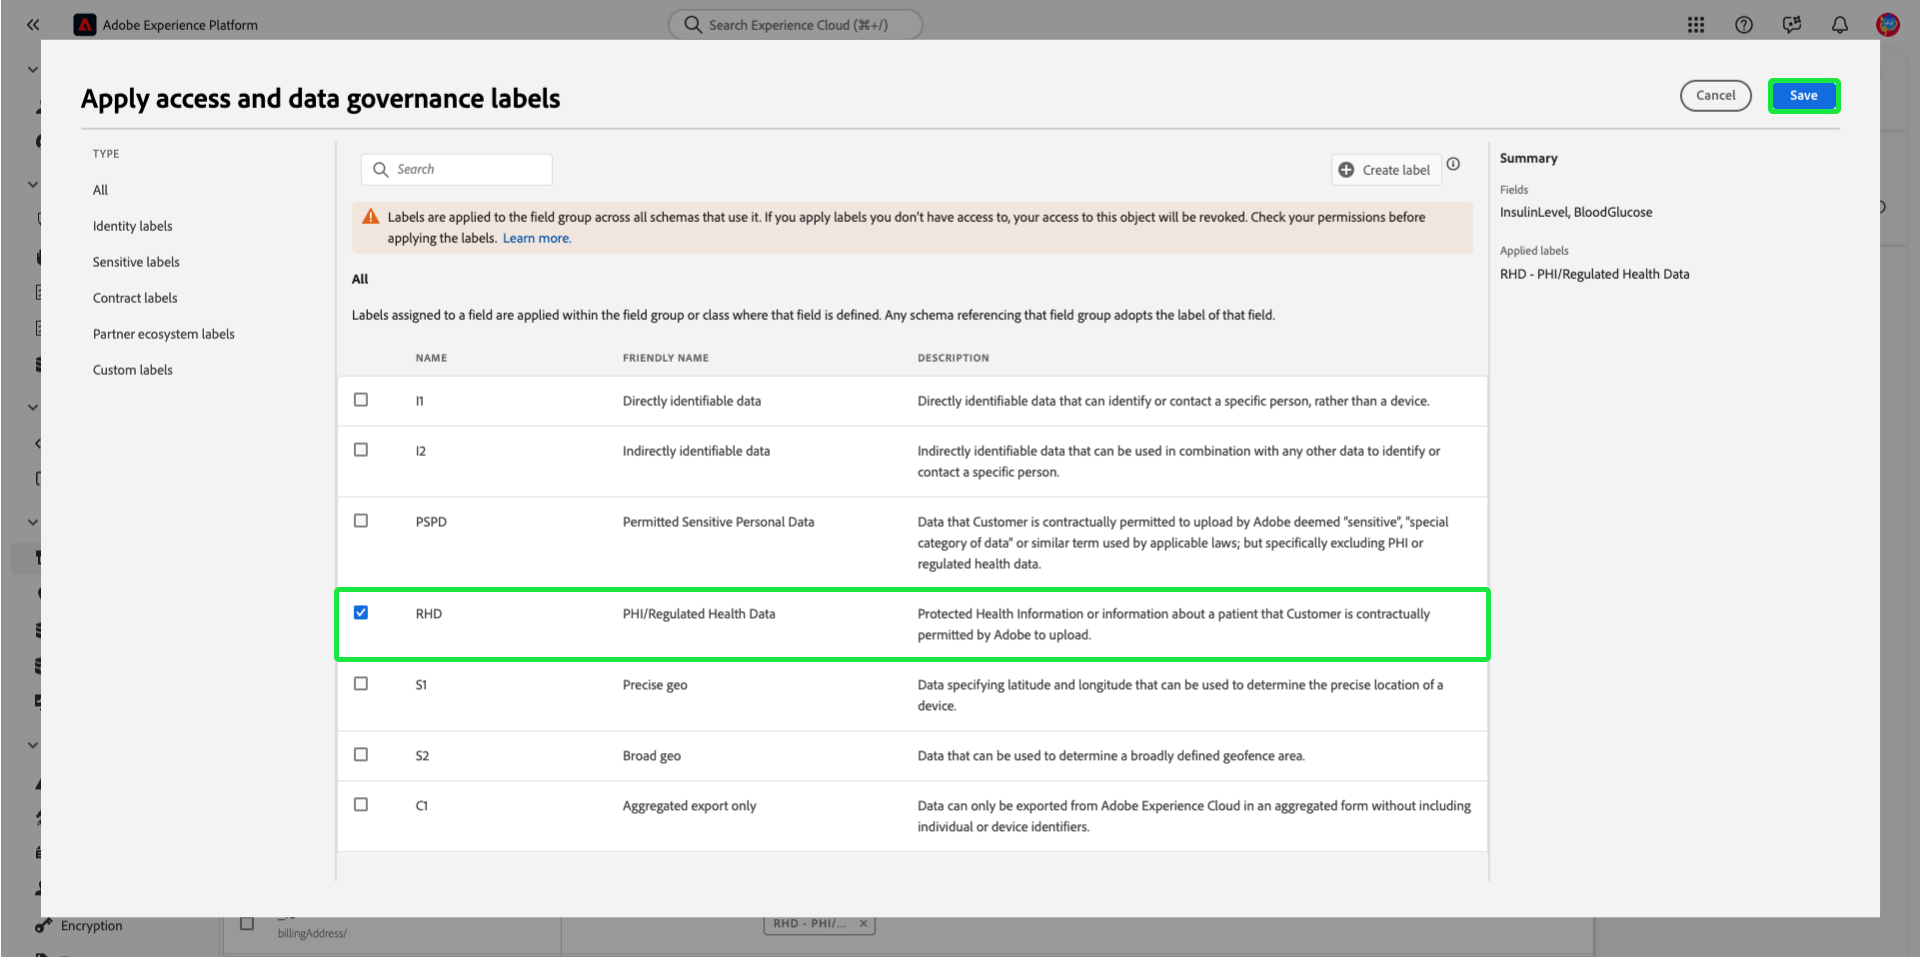 Adobe Experience Platform
Search Experience Cloud (⌘+/)
Apply access and data governance labels
Cancel
Save
TYPE
All
Identity labels
Sensitive labels
Contract labels
Partner ecosystem labels
Custom labels
Search
Create label
Labels are applied to the field group across all schemas that use it. If you apply labels you don't have access to, your access to this object will be revoked. Check your permissions before
applying the labels. Learn more.
All
Labels assigned to a field are applied within the field group or class where that field is defined. Any schema referencing that field group adopts the label of that field.
NAME FRIENDLY NAME DESCRIPTION
I1 Directly identifiable data Directly identifiable data that can identify or contact a specific person, rather than a device.
I2 Indirectly identifiable data Indirectly identifiable data that can be used in combination with any other data to identify or
contact a specific person.
PSPD Permitted Sensitive Personal Data Data that Customer is contractually permitted to upload by Adobe deemed "sensitive", "special
category of data" or similar term used by applicable laws; but specifically excluding PHI or
regulated health data.
RHD PHI/Regulated Health Data Protected Health Information or information about a patient that Customer is contractually
permitted by Adobe to upload.
S1 Precise geo Data specifying latitude and longitude that can be used to determine the precise location of a
device.
S2 Broad geo Data that can be used to determine a broadly defined geofence area.
C1 Aggregated export only Data can only be exported from Adobe Experience Cloud in an aggregated form without including
individual or device identifiers.
Summary
Fields
InsulinLevel, BloodGlucose
Applied labels
RHD - PHI/Regulated Health Data
Encryption
billingAddress/
RHD - PHI/...